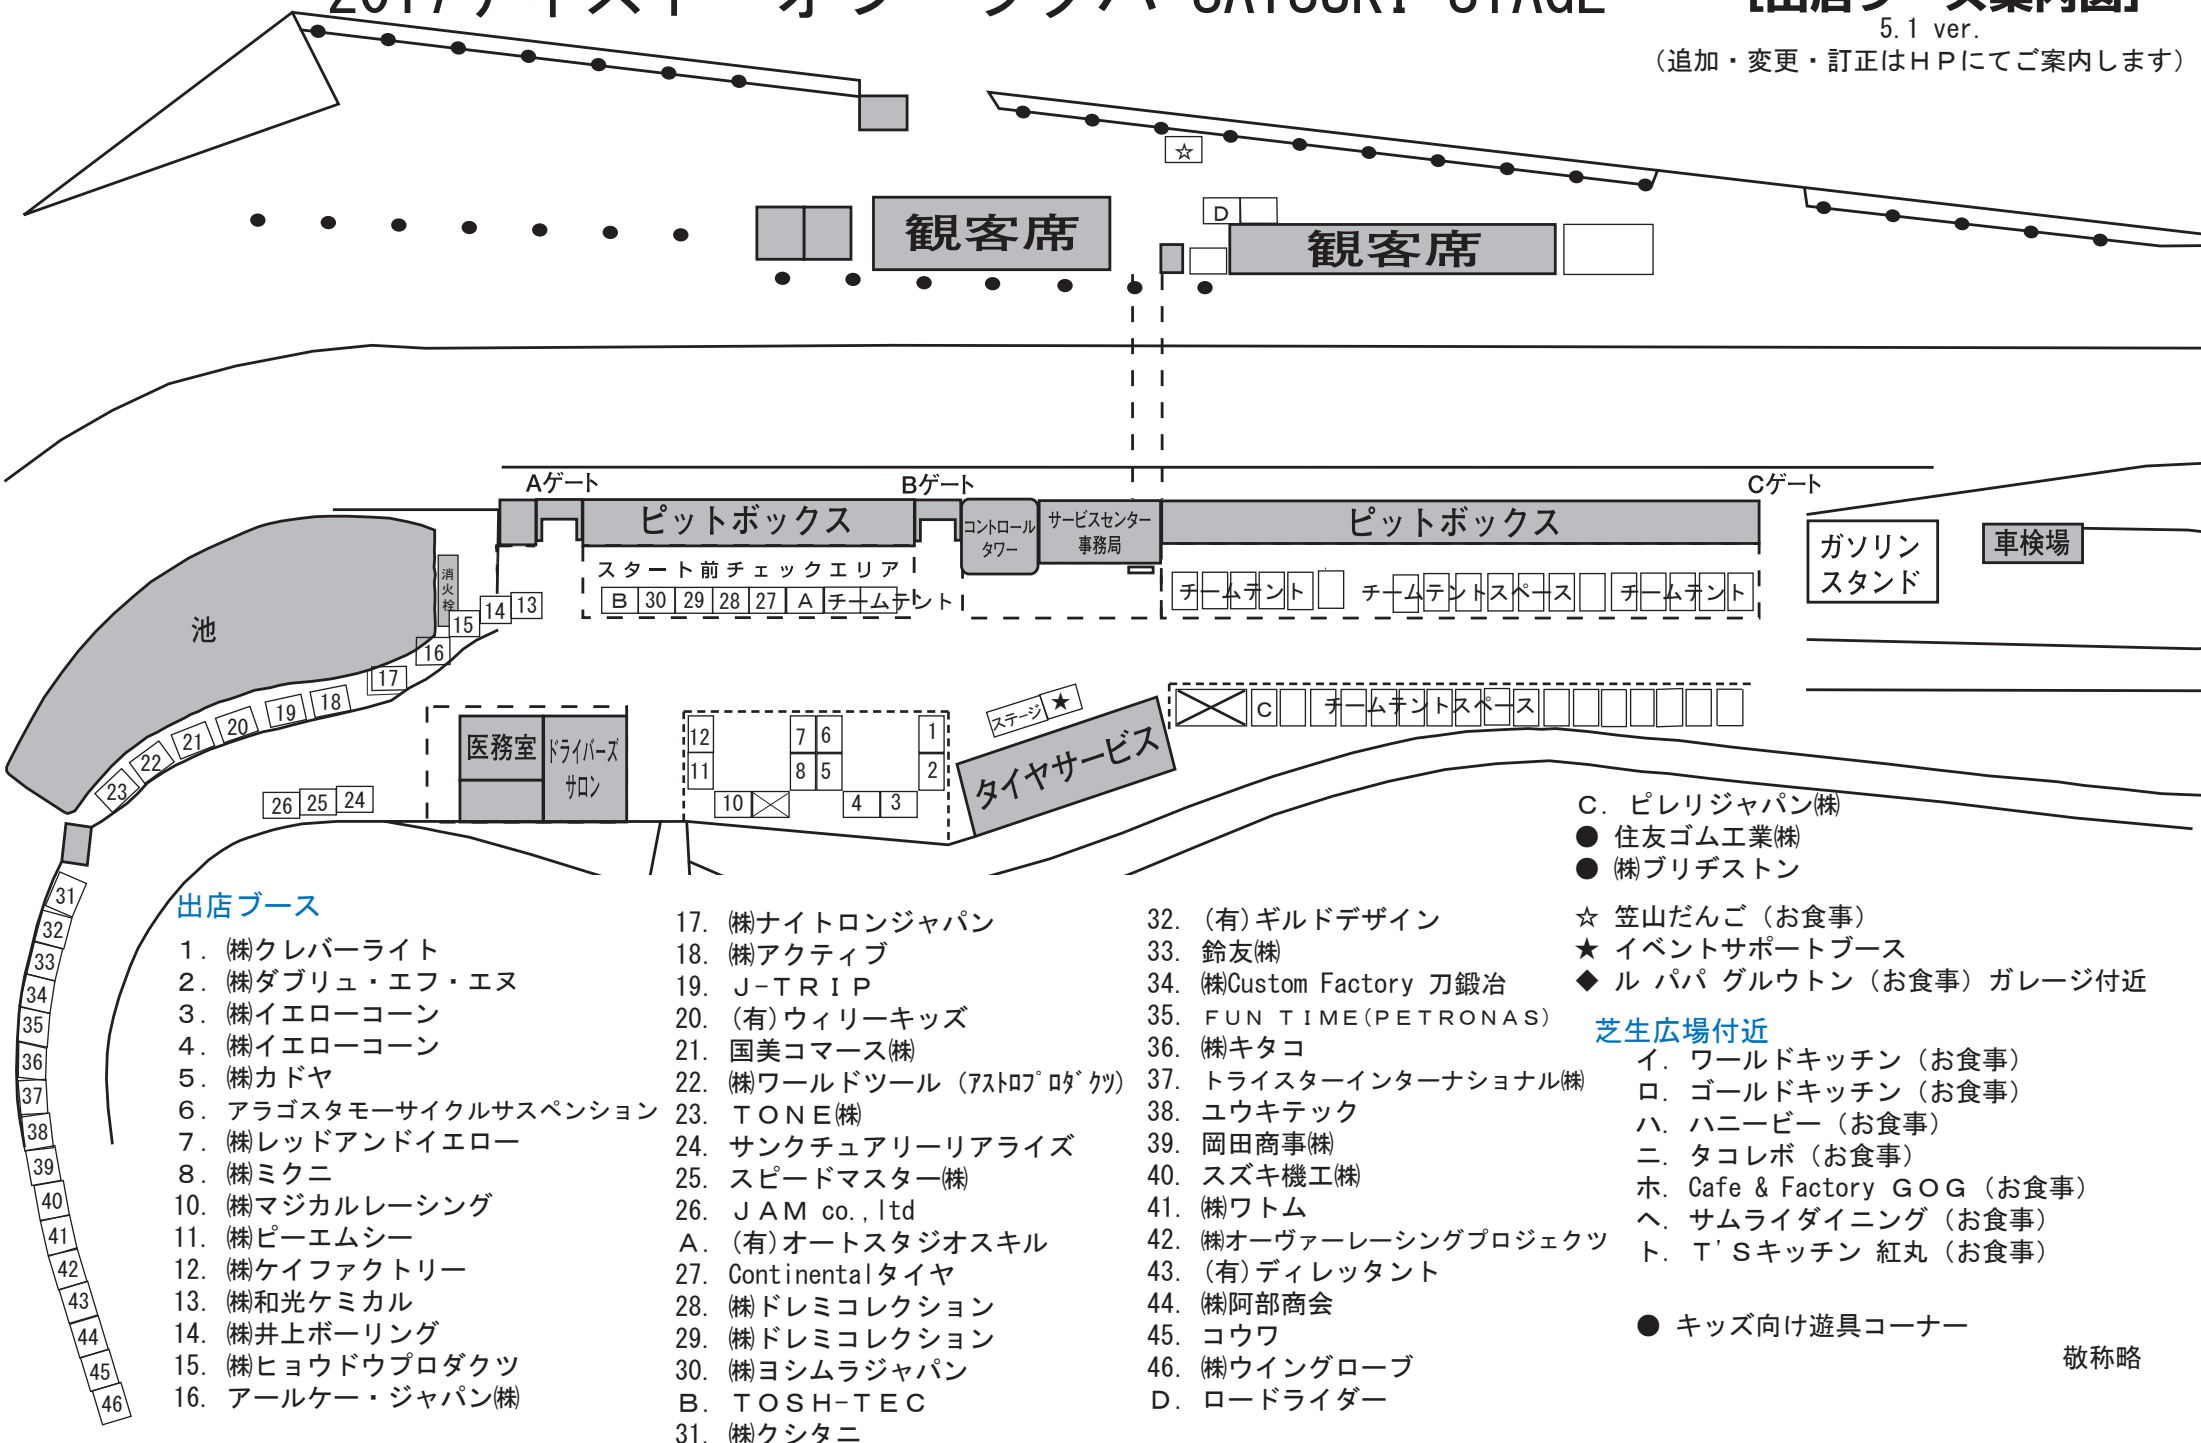 5.1 ver.
（追加・変更・訂正はＨＰにてご案内します）
☆
観客席
D
観客席
Aゲート
Bゲート
Cゲート
ピットボックス
コントロール
タワー
サービスセンター
事務局
ピットボックス
ガソリン
スタンド
車検場
消火栓
スタート前チェックエリア
B 30 29 28 27 A チームテント
チームテント
チームテントスペース
チームテント
池
13
14
15
16
17
18
19
20
21
22
23
26 25 24
医務室
ドライバーズ
サロン
12
11
10
7 6
8 5
4 3
1
2
ステージ ★
タイヤサービス
C チームテントスペース
31
32
33
34
35
36
37
38
39
40
41
42
43
44
45
46
出店ブース
1. ㈱クレバーライト
2. ㈱ダブリュ・エフ・エヌ
3. ㈱イエローコーン
4. ㈱イエローコーン
5. ㈱カドヤ
6. アラゴスタモーサイクルサスペンション
7. ㈱レッドアンドイエロー
8. ㈱ミクニ
10. ㈱マジカルレーシング
11. ㈱ピーエムシー
12. ㈱ケイファクトリー
13. ㈱和光ケミカル
14. ㈱井上ボーリング
15. ㈱ヒョウドウプロダクツ
16. アールケー・ジャパン㈱
17. ㈱ナイトロンジャパン
18. ㈱アクティブ
19. Ｊ-ＴＲＩＰ
20. (有)ウィリーキッズ
21. 国美コマース㈱
22. ㈱ワールドツール（ｱｽﾄﾛﾌﾟﾛﾀﾞｸﾂ）
23. ＴＯＮＥ㈱
24. サンクチュアリーリアライズ
25. スピードマスター㈱
26. ＪＡＭ co.,ltd
A. (有)オートスタジオスキル
27. Continentalタイヤ
28. ㈱ドレミコレクション
29. ㈱ドレミコレクション
30. ㈱ヨシムラジャパン
B. ＴＯＳＨ-ＴＥＣ
31. ㈱クシタニ
32. (有)ギルドデザイン
33. 鈴友㈱
34. ㈱Custom Factory 刀鍛冶
35. ＦＵＮ ＴＩＭＥ(ＰＥＴＲＯＮＡＳ)
36. ㈱キタコ
37. トライスターインターナショナル㈱
38. ユウキテック
39. 岡田商事㈱
40. スズキ機工㈱
41. ㈱ワトム
42. ㈱オーヴァーレーシングプロジェクツ
43. (有)ディレッタント
44. ㈱阿部商会
45. コウワ
46. ㈱ウイングローブ
D. ロードライダー
C. ピレリジャパン㈱
● 住友ゴム工業㈱
● ㈱ブリヂストン
☆ 笠山だんご（お食事）
★ イベントサポートブース
◆ ル パパ グルウトン（お食事）ガレージ付近
芝生広場付近
イ. ワールドキッチン（お食事）
ロ. ゴールドキッチン（お食事）
ハ. ハニービー（お食事）
ニ. タコレボ（お食事）
ホ. Cafe & Factory ＧＯＧ（お食事）
ヘ. サムライダイニング（お食事）
ト. Ｔ'Ｓキッチン 紅丸（お食事）
● キッズ向け遊具コーナー
敬称略